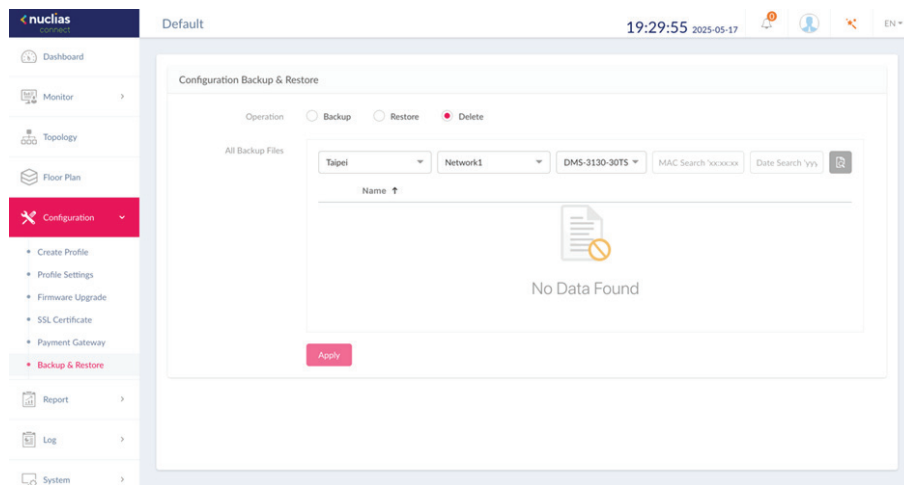 nuclias
connect
Default
19:29:55 2025-05-17
0
EN
Dashboard
Monitor
Topology
Floor Plan
Configuration
Create Profile
Profile Settings
Firmware Upgrade
SSL Certificate
Payment Gateway
Backup & Restore
Report
Log
System
Configuration Backup & Restore
Operation Backup Restore Delete
All Backup Files
Taipei Network1 DMS-3130-30TS MAC Search 'xx:xx:xx Date Search 'yyy
Name ↑
No Data Found
Apply